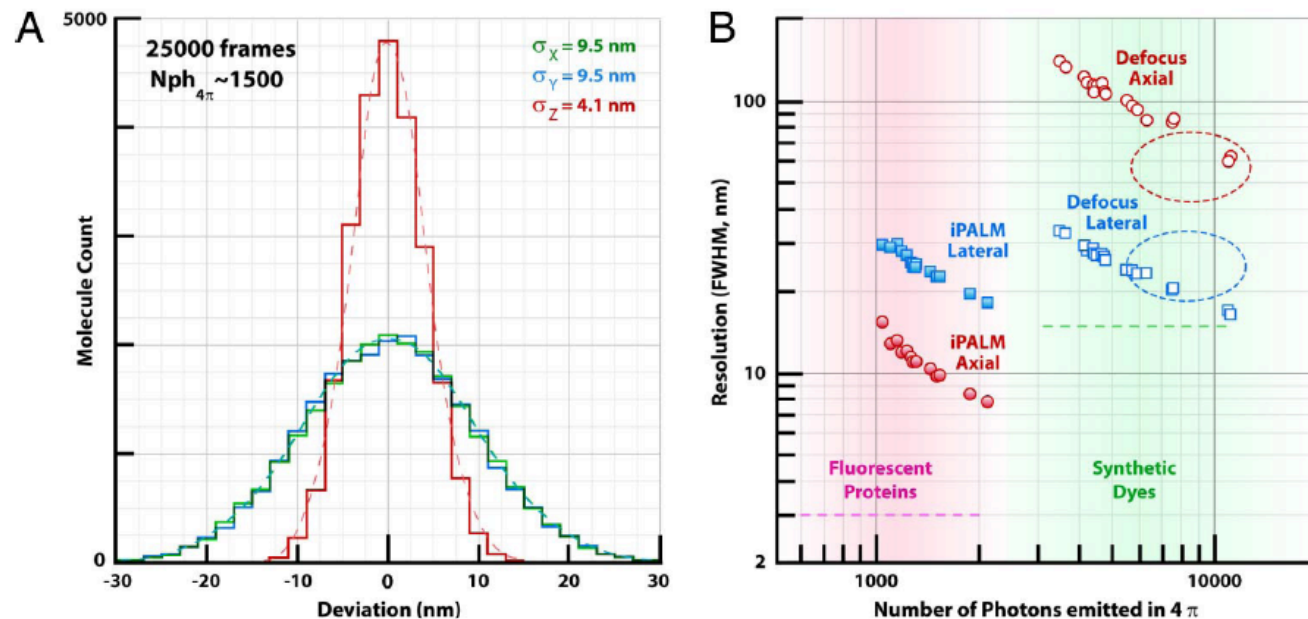 A
5000
25000 frames
Nph4π~1500
σX = 9.5 nm
σY = 9.5 nm
σZ = 4.1 nm
Molecule Count
0
-30 -20 -10 0 10 20 30
Deviation (nm)
B
Resolution (FWHM, nm)
100
10
2
Defocus
Axial
Defocus
Lateral
iPALM
Lateral
iPALM
Axial
Fluorescent
Proteins
Synthetic
Dyes
1000 10000
Number of Photons emitted in 4 π